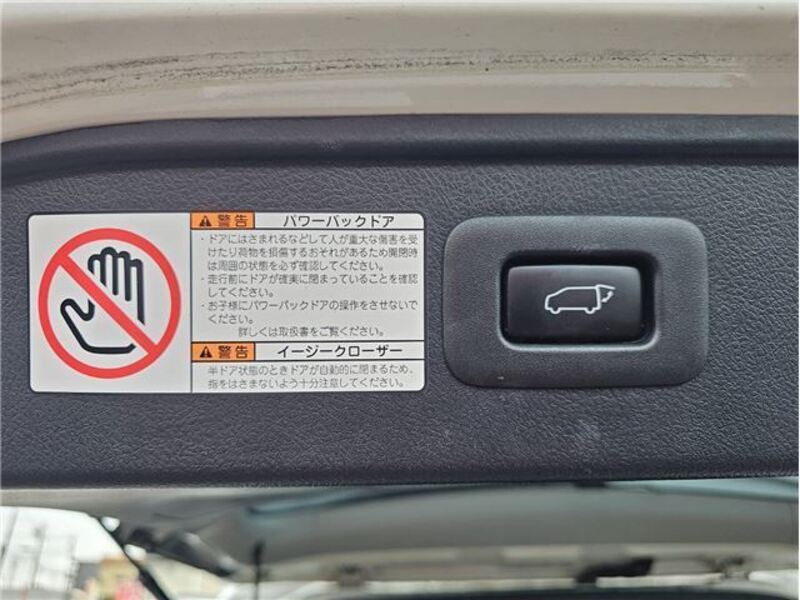 警告 パワーバックドア
・ドアにはさまれるなどして人が重大な傷害を受
けたり荷物を損傷するおそれがあるため開閉時
は周囲の状態を必ず確認してください。
・走行前にドアが確実に閉まっていることを確認
してください。
・お子様にパワーバックドアの操作をさせないで
ください。
詳しくは取扱書をご覧ください。
警告 イージークローザー
半ドア状態のときドアが自動的に閉まるため、
指をはさまないよう十分注意してください。